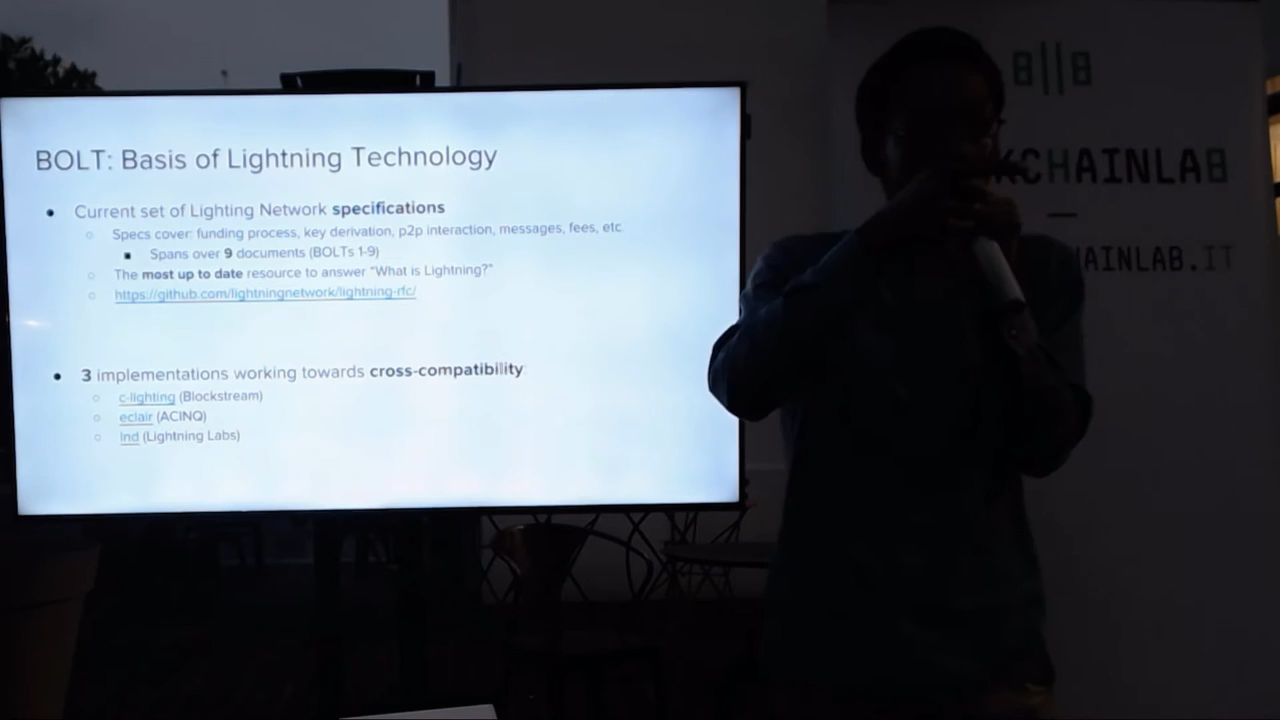 BOLT: Basis of Lightning Technology
• Current set of Lighting Network specifications
○ Specs cover: funding process, key derivation, p2p interaction, messages, fees, etc
■ Spans over 9 documents (BOLTs 1-9)
○ The most up to date resource to answer “What is Lightning?”
○ https://github.com/lightningnetwork/lightning-rfc/
• 3 implementations working towards cross-compatibility
○ c-lighting (Blockstream)
○ eclair (ACINQ)
○ lnd (Lightning Labs)
B||B
KCHAINLAB
HAINLAB.IT